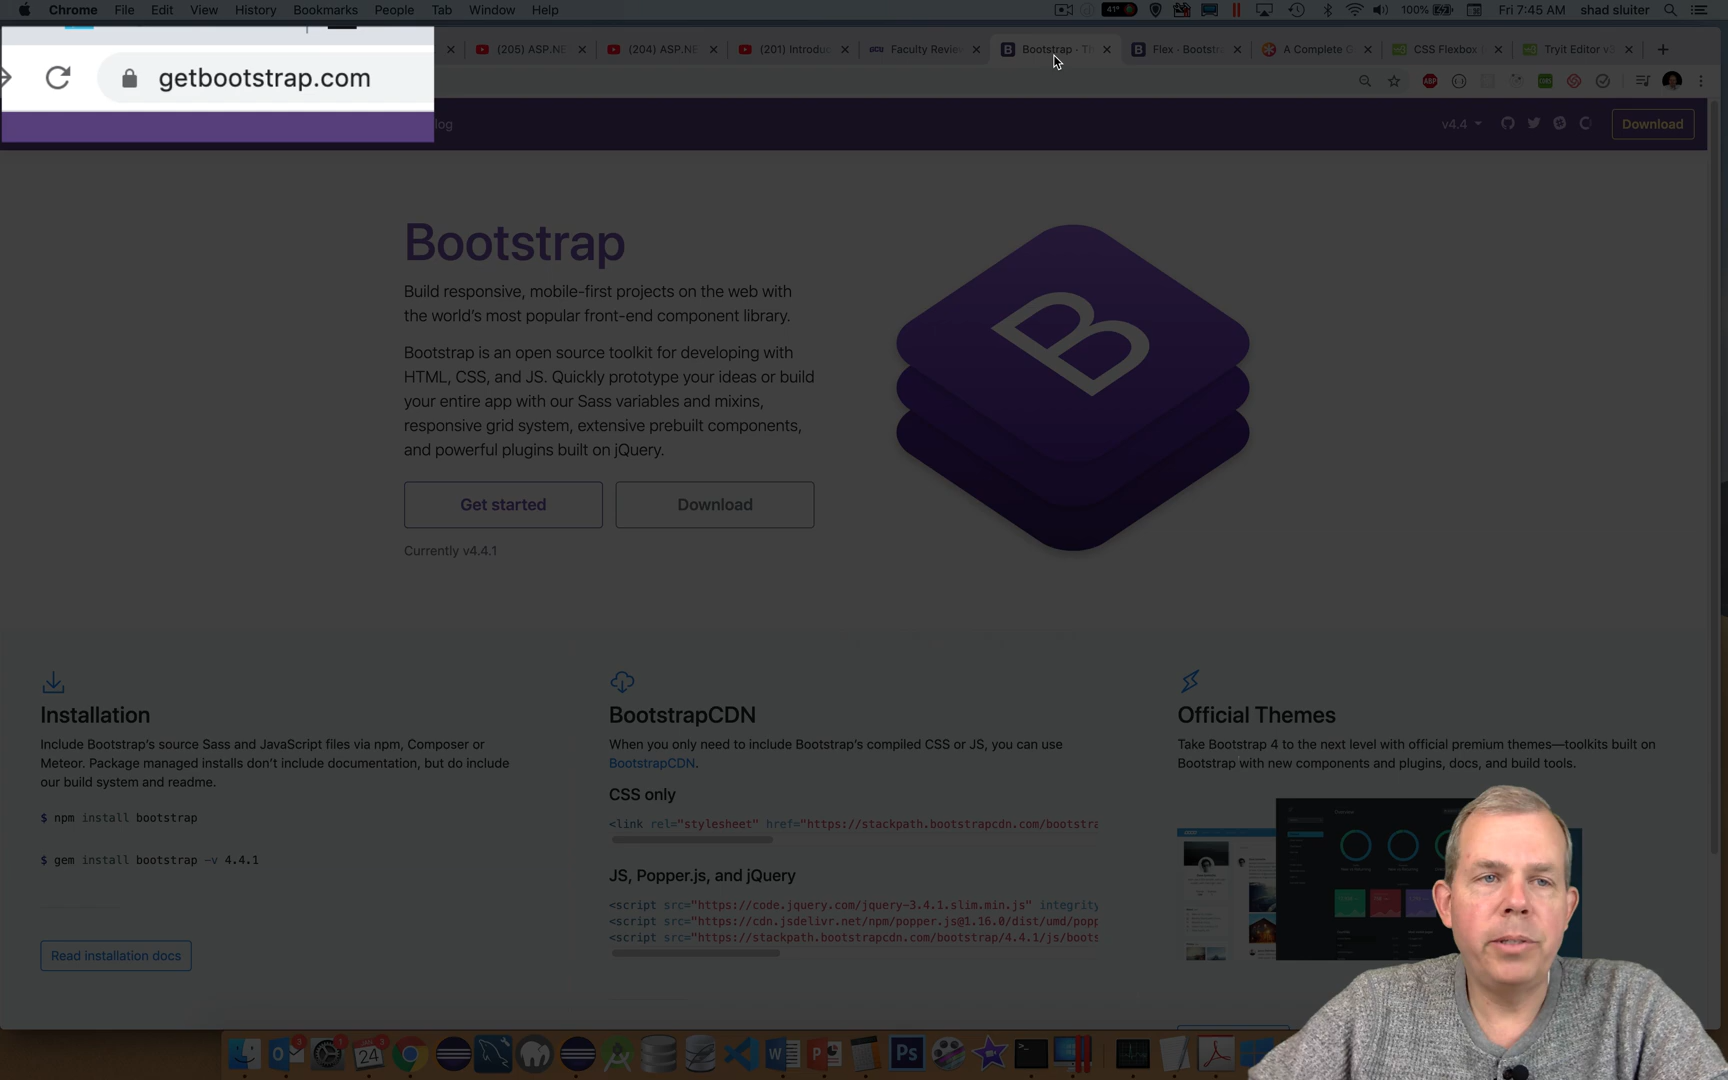 Chrome File Edit View History Bookmarks People Tab Window Help
41° 100% Fri 7:45 AM shad sluiter
(205) ASP.NE (204) ASP.NE (201) Introduc GCU Faculty Review Bootstrap · Th Flex · Bootstra A Complete G CSS Flexbox Tryit Editor v3
getbootstrap.com
ABP
log v4.4 Download
Bootstrap
Build responsive, mobile-first projects on the web with
the world's most popular front-end component library.
Bootstrap is an open source toolkit for developing with
HTML, CSS, and JS. Quickly prototype your ideas or build
your entire app with our Sass variables and mixins,
responsive grid system, extensive prebuilt components,
and powerful plugins built on jQuery.
Get started Download
Currently v4.4.1
B
Installation
Include Bootstrap's source Sass and JavaScript files via npm, Composer or
Meteor. Package managed installs don't include documentation, but do include
our build system and readme.
$ npm install bootstrap
$ gem install bootstrap -v 4.4.1
Read installation docs
BootstrapCDN
When you only need to include Bootstrap's compiled CSS or JS, you can use
BootstrapCDN.
CSS only
<link rel="stylesheet" href="https://stackpath.bootstrapcdn.com/bootstra
JS, Popper.js, and jQuery
<script src="https://code.jquery.com/jquery-3.4.1.slim.min.js" integrity
<script src="https://cdn.jsdelivr.net/npm/popper.js@1.16.0/dist/umd/popp
<script src="https://stackpath.bootstrapcdn.com/bootstrap/4.4.1/js/boots
Official Themes
Take Bootstrap 4 to the next level with official premium themes—toolkits built on
Bootstrap with new components and plugins, docs, and build tools.
24
Ps